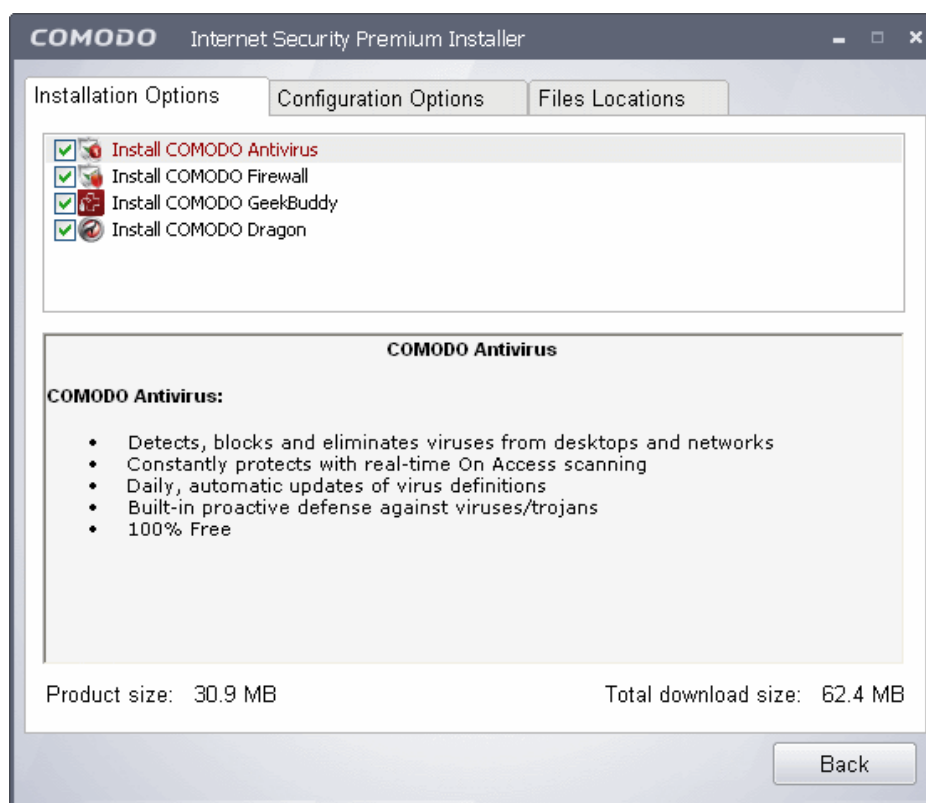 COMODO Internet Security Premium Installer
Installation Options Configuration Options Files Locations
Install COMODO Antivirus
Install COMODO Firewall
Install COMODO GeekBuddy
Install COMODO Dragon
COMODO Antivirus
COMODO Antivirus:
• Detects, blocks and eliminates viruses from desktops and networks
• Constantly protects with real-time On Access scanning
• Daily, automatic updates of virus definitions
• Built-in proactive defense against viruses/trojans
• 100% Free
Product size: 30.9 MB Total download size: 62.4 MB
Back